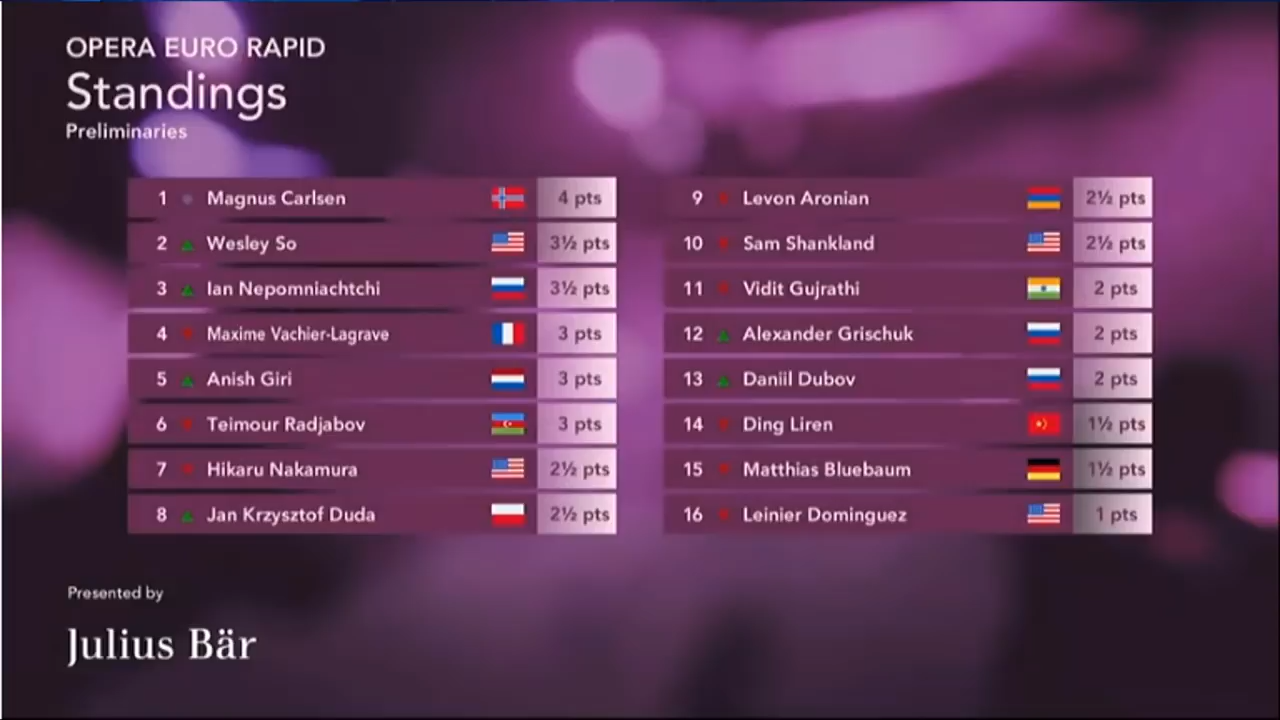 OPERA EURO RAPID
Standings
Preliminaries
1 Magnus Carlsen 4 pts
2 Wesley So 3½ pts
3 Ian Nepomniachtchi 3½ pts
4 Maxime Vachier-Lagrave 3 pts
5 Anish Giri 3 pts
6 Teimour Radjabov 3 pts
7 Hikaru Nakamura 2½ pts
8 Jan Krzysztof Duda 2½ pts
9 Levon Aronian 2½ pts
10 Sam Shankland 2½ pts
11 Vidit Gujrathi 2 pts
12 Alexander Grischuk 2 pts
13 Daniil Dubov 2 pts
14 Ding Liren 1½ pts
15 Matthias Bluebaum 1½ pts
16 Leinier Dominguez 1 pts
Presented by
Julius Bär